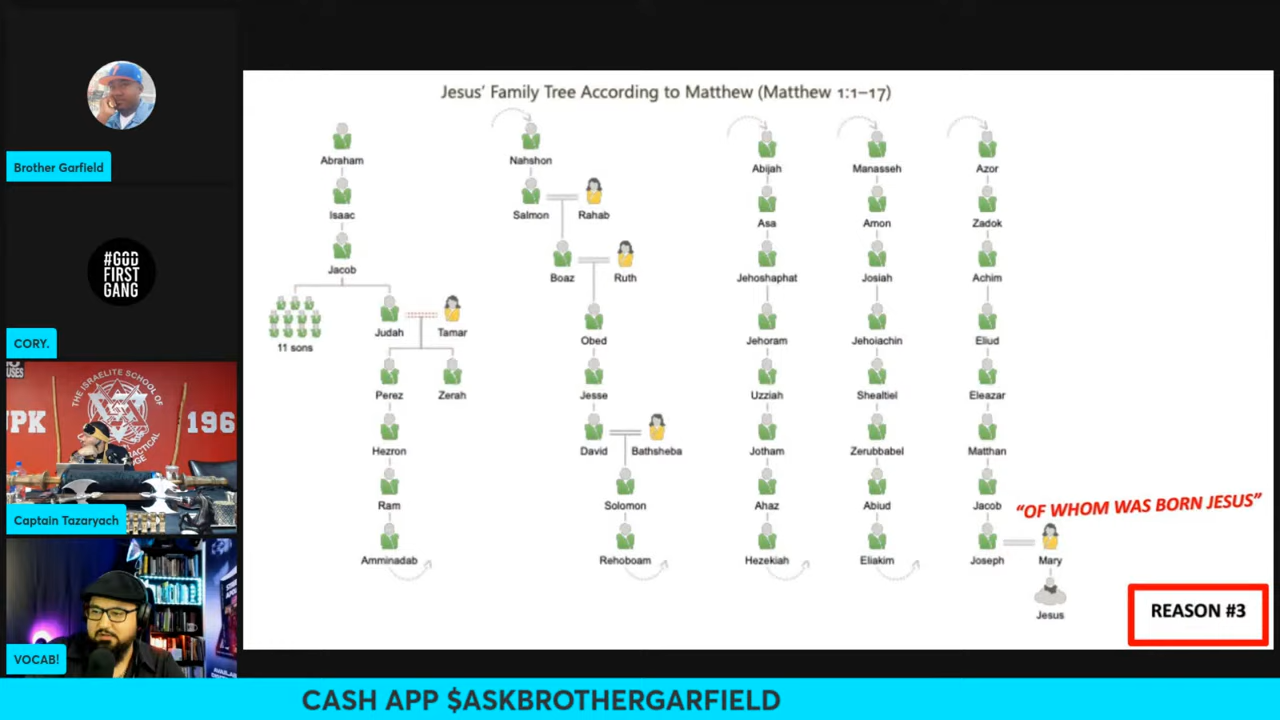 Jesus' Family Tree According to Matthew (Matthew 1:1–17)
Abraham
Isaac
Jacob
11 sons
Judah
Tamar
Perez
Zerah
Hezron
Ram
Amminadab
Nahshon
Salmon
Rahab
Boaz
Ruth
Obed
Jesse
David
Bathsheba
Solomon
Rehoboam
Abijah
Asa
Jehoshaphat
Jehoram
Uzziah
Jotham
Ahaz
Hezekiah
Manasseh
Amon
Josiah
Jehoiachin
Shealtiel
Zerubbabel
Abiud
Eliakim
Azor
Zadok
Achim
Eliud
Eleazar
Matthan
Jacob
Joseph
"OF WHOM WAS BORN JESUS"
Mary
Jesus
REASON #3
Brother Garfield
#GOD
FIRST
GANG
CORY.
THE ISRAELITE SCHOOL OF
UPK
196
Captain Tazaryach
VOCAB!
CASH APP $ASKBROTHERGARFIELD